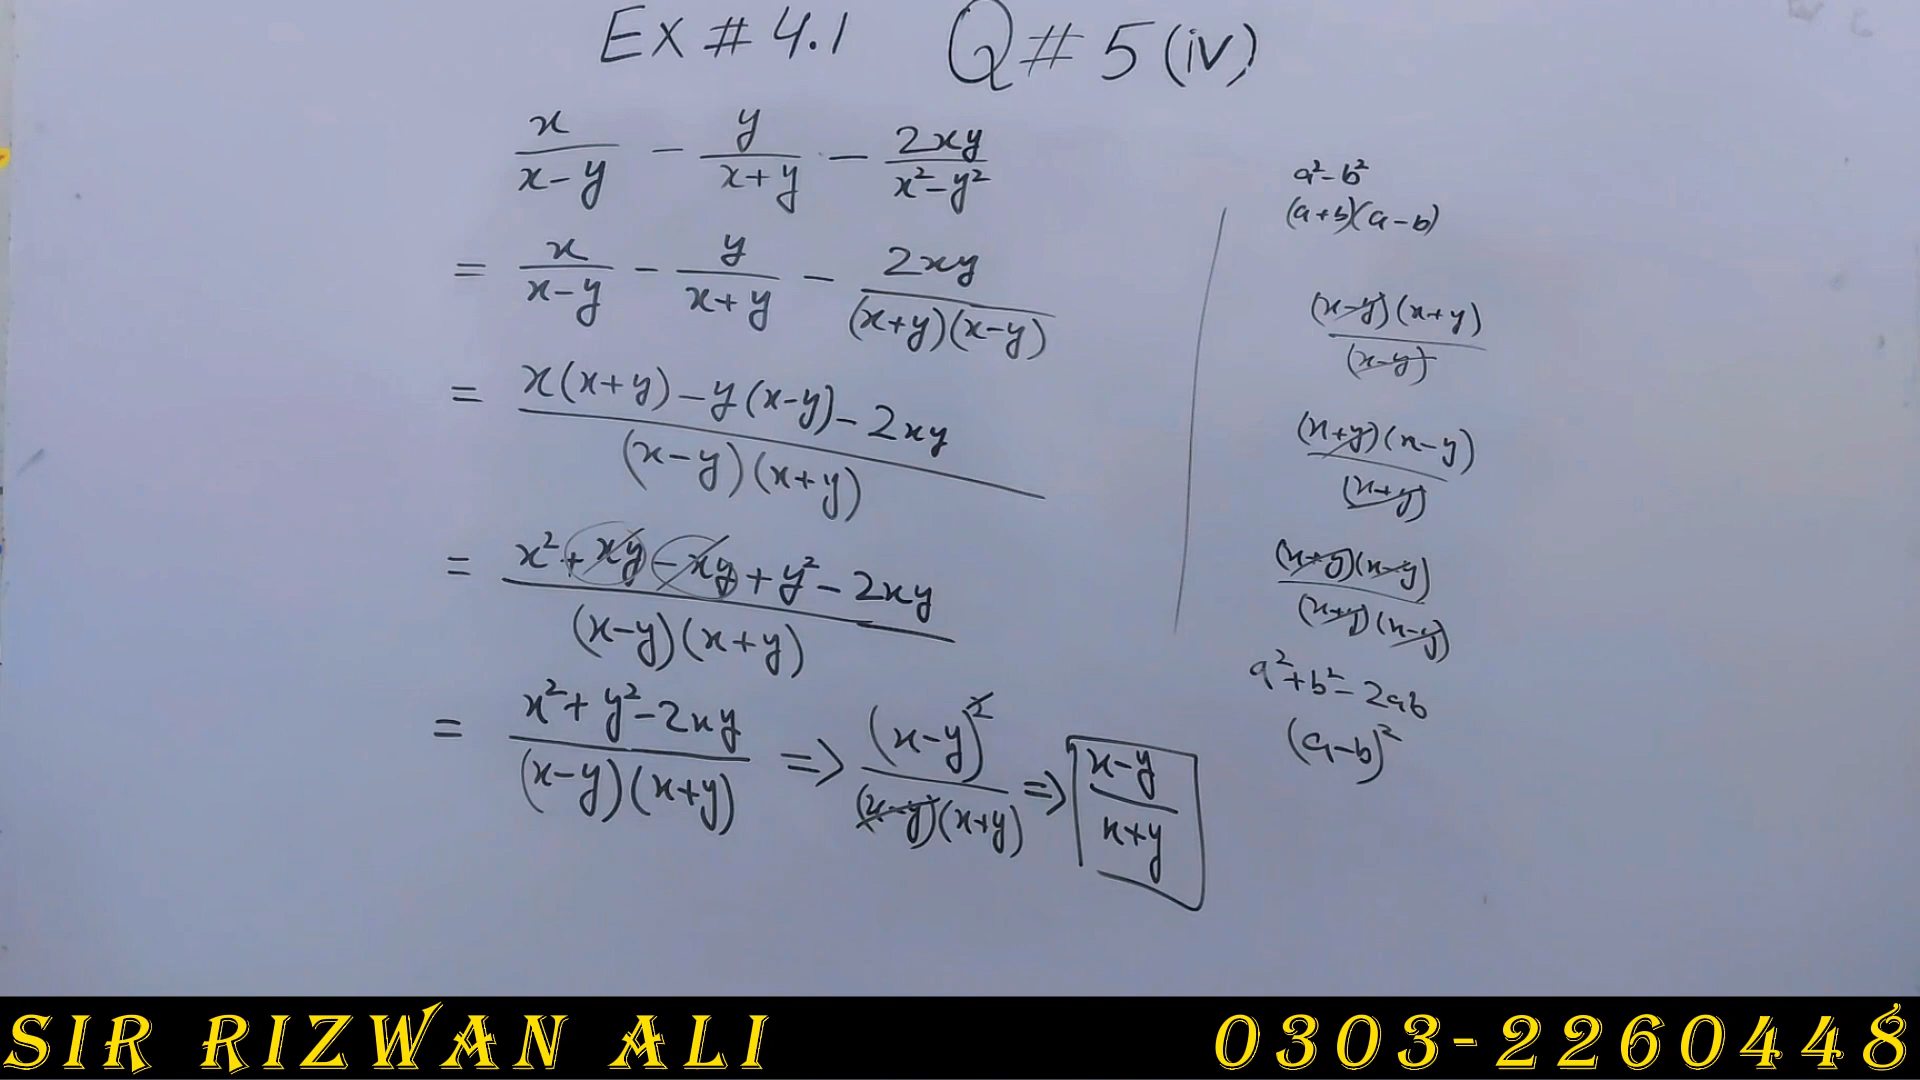 Ex # 4.1 Q # 5 (iv)
x/(x-y) - y/(x+y) - 2xy/(x²-y²)
= x/(x-y) - y/(x+y) - 2xy/((x+y)(x-y))
= (x(x+y) - y(x-y) - 2xy)/((x-y)(x+y))
= (x² + xy - xy + y² - 2xy)/((x-y)(x+y))
= (x² + y² - 2xy)/((x-y)(x+y)) => (x-y)²/((x-y)(x+y)) => (x-y)/(x+y)
a² - b²
(a+b)(a-b)
(x-y)(x+y)/(x-y)
(x+y)(x-y)/(x+y)
(x+y)(x-y)/((x+y)(x-y))
a² + b² - 2ab
(a-b)²
SIR RIZWAN ALI 0303-2260448